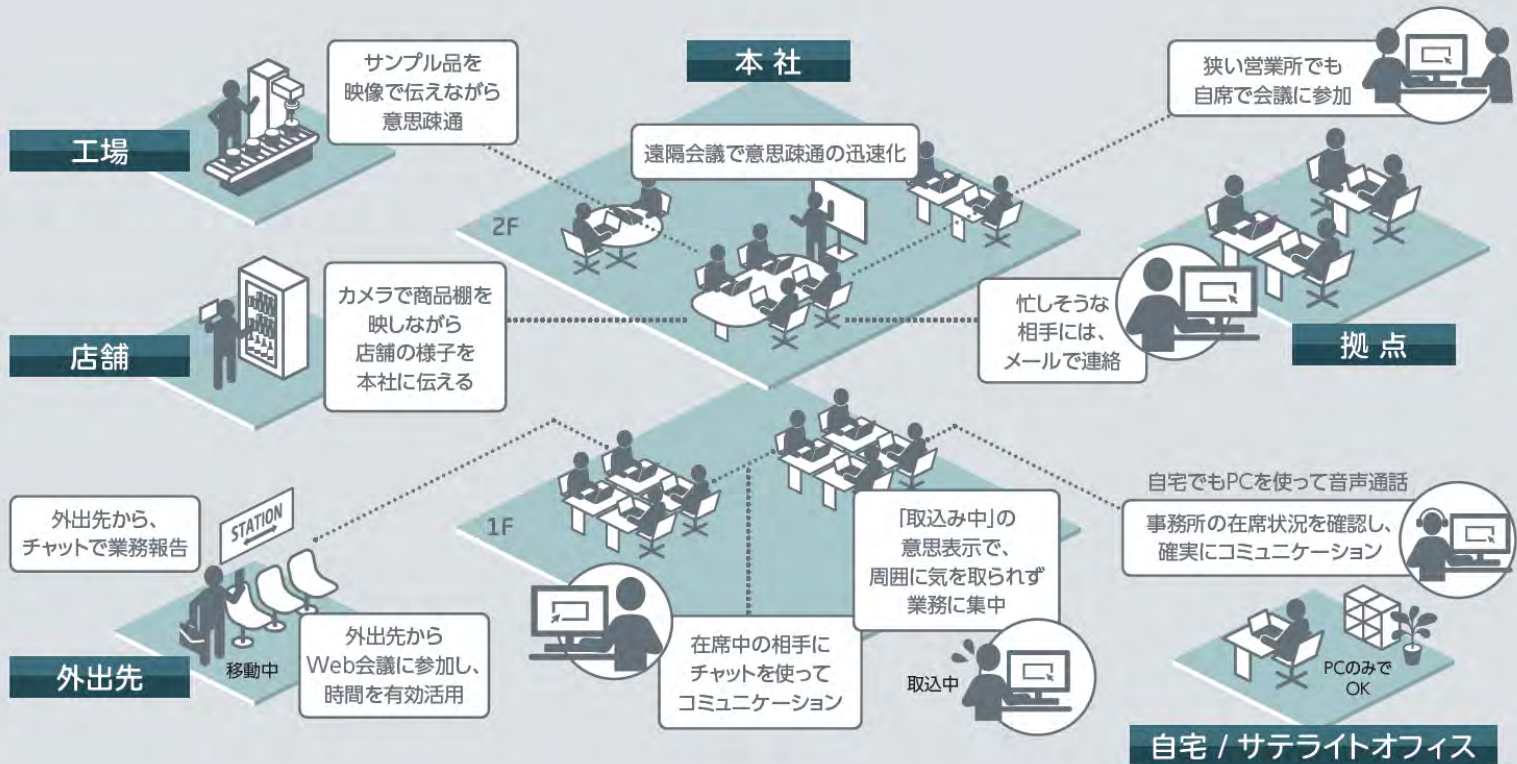 本社
工場
サンプル品を
映像で伝えながら
意思疎通
遠隔会議で意思疎通の迅速化
2F
狭い営業所でも
自席で会議に参加
店舗
カメラで商品棚を
映しながら
店舗の様子を
本社に伝える
忙しそうな
相手には、
メールで連絡
拠点
外出先から、
チャットで業務報告
STATION
移動中
外出先
外出先から
Web会議に参加し、
時間を有効活用
1F
在席中の相手に
チャットを使って
コミュニケーション
「取込み中」の
意思表示で、
周囲に気を取られず
業務に集中
取込中
自宅でもPCを使って音声通話
事務所の在席状況を確認し、
確実にコミュニケーション
PCのみで
OK
自宅 / サテライトオフィス